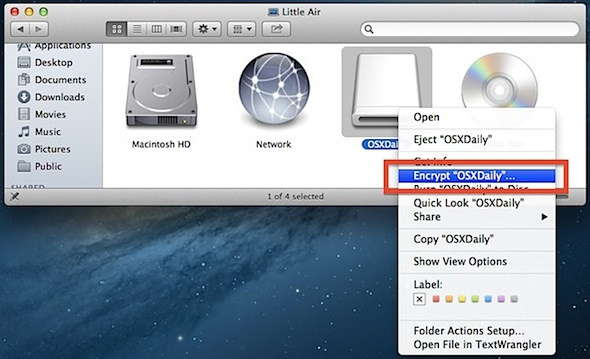 Little Air
Applications
Desktop
Documents
Downloads
Movies
Music
Pictures
Public
SHARED
Macintosh HD
Network
OSXDaily
Disc
1 of 4 selected
Open
Eject “OSXDaily”
Get Info
Encrypt “OSXDaily”...
Burn “OSXDaily” to Disc
Quick Look “OSXDaily”
Share
Copy “OSXDaily”
Show View Options
Label:
Folder Actions Setup...
Open File in TextWrangler